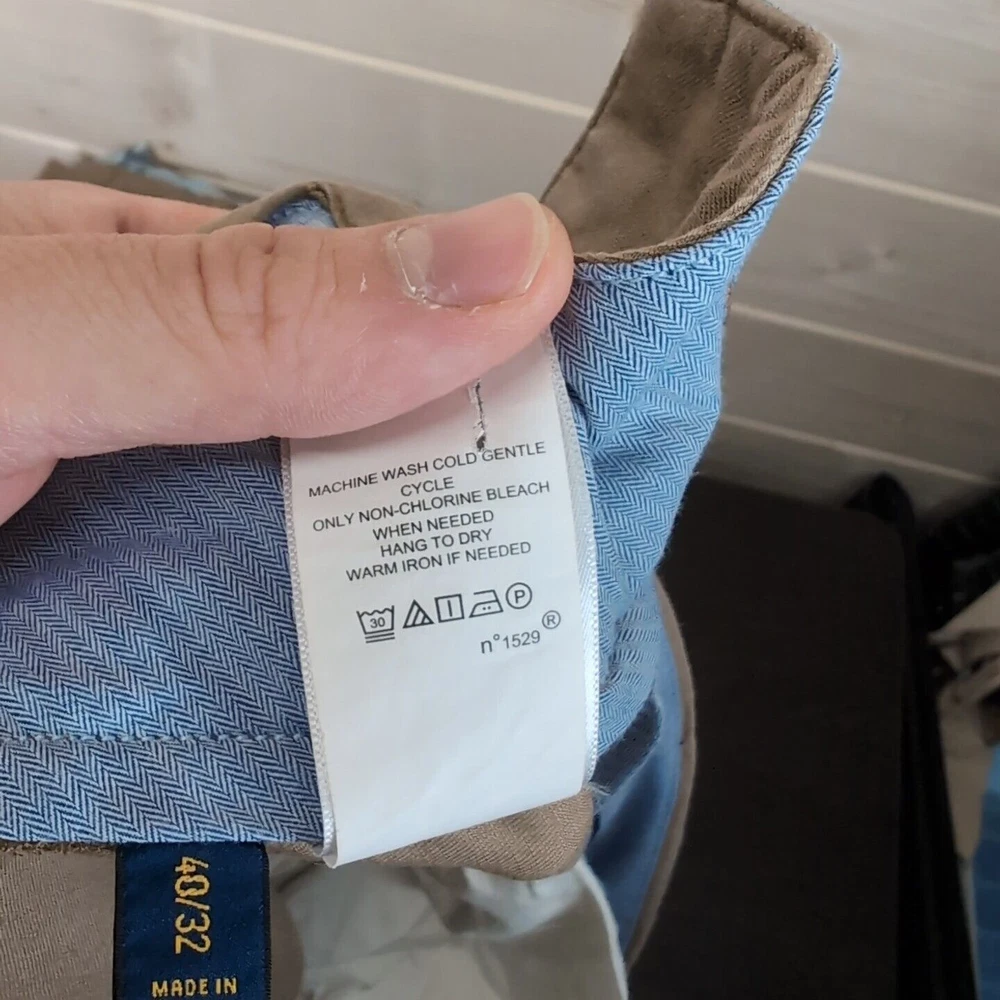 MACHINE WASH COLD GENTLE
CYCLE
ONLY NON-CHLORINE BLEACH
WHEN NEEDED
HANG TO DRY
WARM IRON IF NEEDED
30 P
n°1529®
40/32
MADE IN